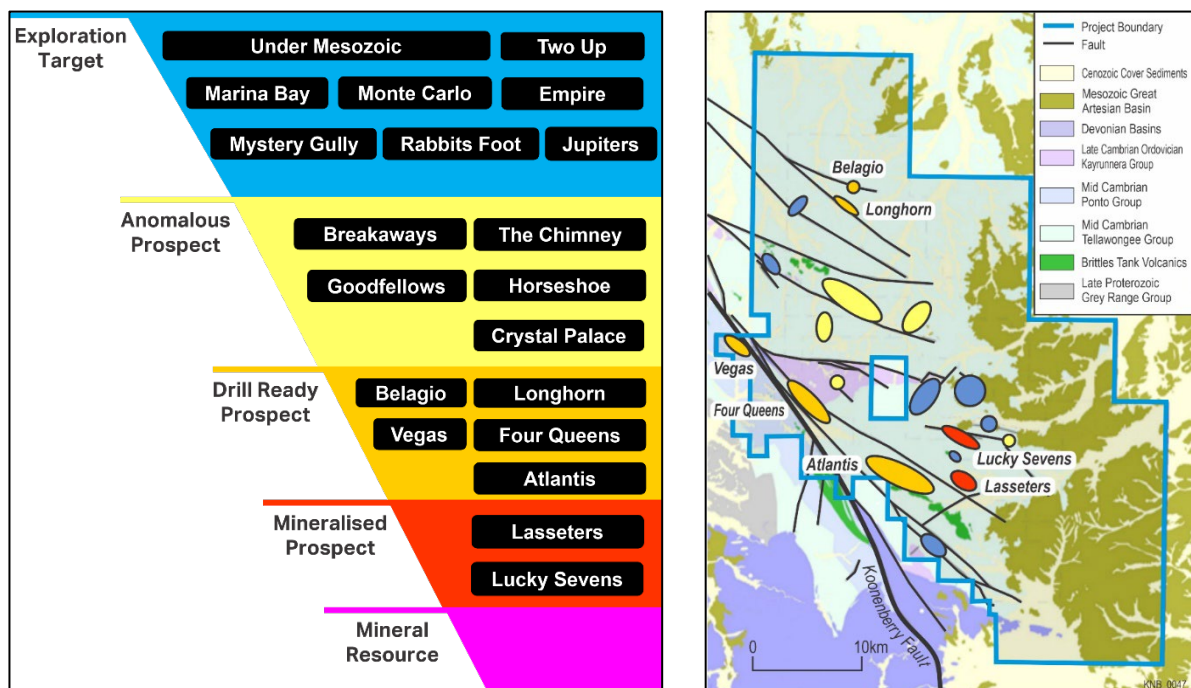 Exploration
Target
Under Mesozoic
Two Up
Marina Bay
Monte Carlo
Empire
Mystery Gully
Rabbits Foot
Jupiters
Anomalous
Prospect
Breakaways
The Chimney
Goodfellows
Horseshoe
Crystal Palace
Drill Ready
Prospect
Belagio
Longhorn
Vegas
Four Queens
Atlantis
Mineralised
Prospect
Lasseters
Lucky Sevens
Mineral
Resource
Project Boundary
Fault
Cenozoic Cover Sediments
Mesozoic Great
Artesian Basin
Devonian Basins
Late Cambrian Ordovician
Kayrunnera Group
Mid Cambrian
Ponto Group
Mid Cambrian
Tellawongee Group
Brittles Tank Volcanics
Late Proterozoic
Grey Range Group
Belagio
Longhorn
Vegas
Four Queens
Atlantis
Lucky Sevens
Lasseters
Koonenberry Fault
0
10km
KNB_0047